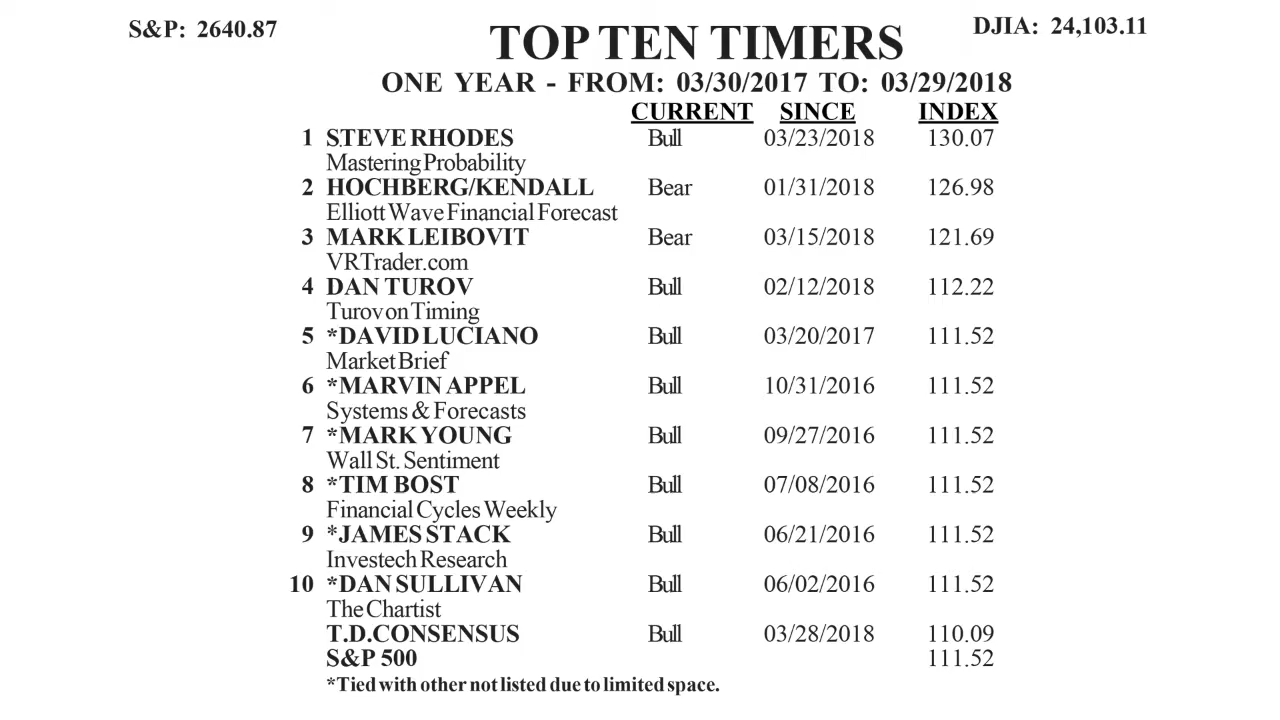 S&P: 2640.87
TOP TEN TIMERS
DJIA: 24,103.11
ONE YEAR - FROM: 03/30/2017 TO: 03/29/2018
CURRENT SINCE INDEX
1 STEVE RHODES Bull 03/23/2018 130.07
Mastering Probability
2 HOCHBERG/KENDALL Bear 01/31/2018 126.98
Elliott Wave Financial Forecast
3 MARK LEIBOVIT Bear 03/15/2018 121.69
VRTrader.com
4 DAN TUROV Bull 02/12/2018 112.22
Turov on Timing
5 *DAVID LUCIANO Bull 03/20/2017 111.52
Market Brief
6 *MARVIN APPEL Bull 10/31/2016 111.52
Systems & Forecasts
7 *MARK YOUNG Bull 09/27/2016 111.52
Wall St. Sentiment
8 *TIM BOST Bull 07/08/2016 111.52
Financial Cycles Weekly
9 *JAMES STACK Bull 06/21/2016 111.52
Investech Research
10 *DAN SULLIVAN Bull 06/02/2016 111.52
The Chartist
T.D.CONSENSUS Bull 03/28/2018 110.09
S&P 500 111.52
*Tied with other not listed due to limited space.